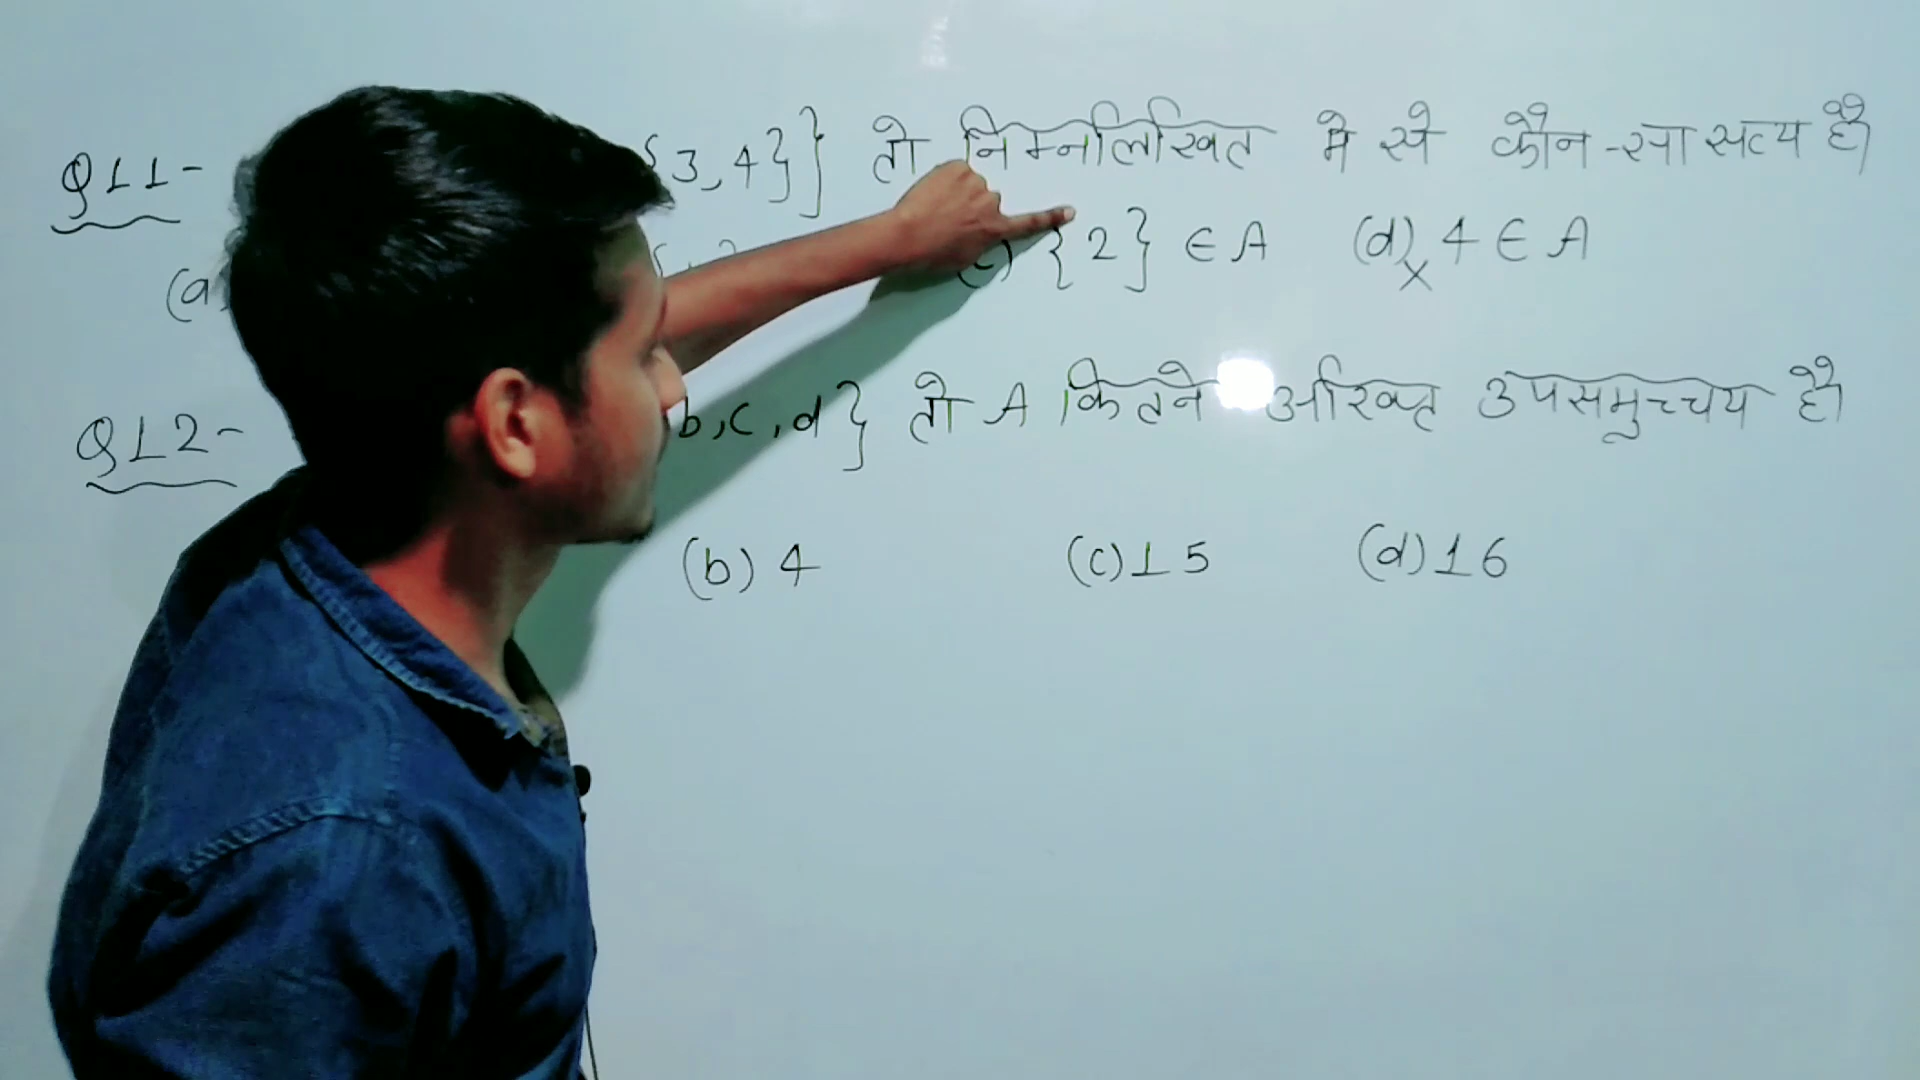 Q11- {3,4}} तो निम्नलिखित मे से कौन-सा सत्य है।
(a {2} ∈ A (d) 4 ∈ A
Q12- b,c,d} तो A कितने अरिक्त उपसमुच्चय है।
(b) 4 (c) 15 (d) 16